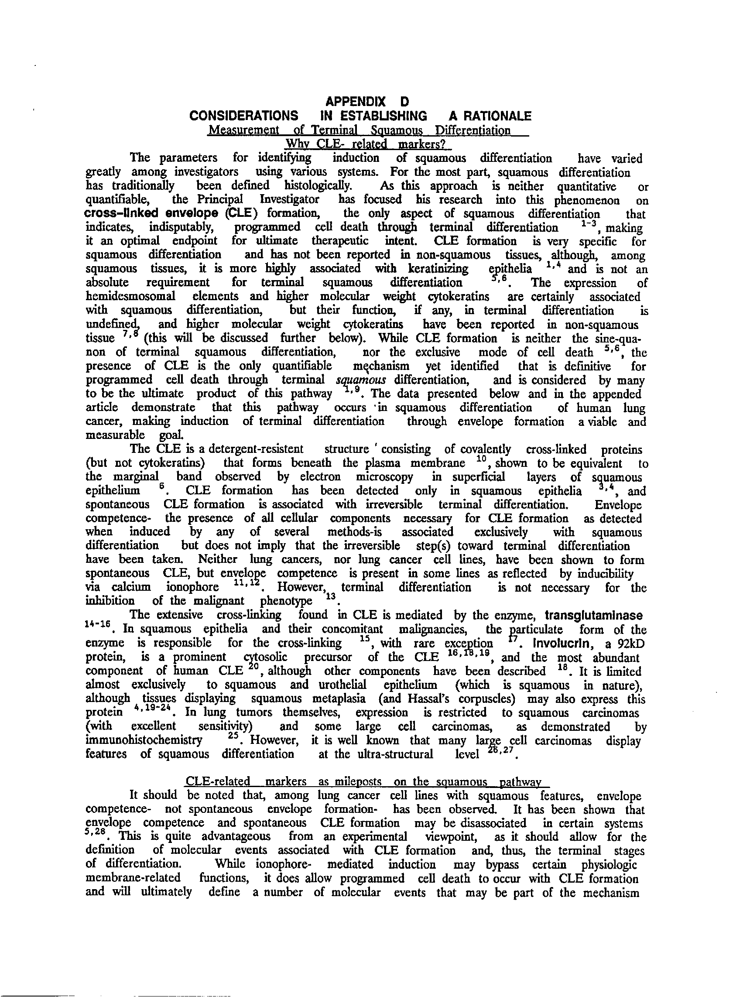 APPENDIX D
CONSIDERATIONS IN ESTABLISHING A RATIONALE
Measurement of Terminal Squamous Differentiation
Why CLE- related markers?
The parameters for identifying induction of squamous differentiation have varied
greatly among investigators using various systems. For the most part, squamous differentiation
has traditionally been defined histologically. As this approach is neither quantitative or
quantifiable, the Principal Investigator has focused his research into this phenomenon on
cross-linked envelope (CLE) formation, the only aspect of squamous differentiation that
indicates, indisputably, programmed cell death through terminal differentiation 1-3, making
it an optimal endpoint for ultimate therapeutic intent. CLE formation is very specific for
squamous differentiation and has not been reported in non-squamous tissues, although, among
squamous tissues, it is more highly associated with keratinizing epithelia 1,4 and is not an
absolute requirement for terminal squamous differentiation 5,6. The expression of
hemidesmosomal elements and higher molecular weight cytokeratins are certainly associated
with squamous differentiation, but their function, if any, in terminal differentiation is
undefined, and higher molecular weight cytokeratins have been reported in non-squamous
tissue 7,8 (this will be discussed further below). While CLE formation is neither the sine-qua-
non of terminal squamous differentiation, nor the exclusive mode of cell death 5,6, the
presence of CLE is the only quantifiable mechanism yet identified that is definitive for
programmed cell death through terminal squamous differentiation, and is considered by many
to be the ultimate product of this pathway 1,9. The data presented below and in the appended
article demonstrate that this pathway occurs in squamous differentiation of human lung
cancer, making induction of terminal differentiation through envelope formation a viable and
measurable goal.
The CLE is a detergent-resistent structure consisting of covalently cross-linked proteins
(but not cytokeratins) that forms beneath the plasma membrane 10, shown to be equivalent to
the marginal band observed by electron microscopy in superficial layers of squamous
epithelium 6. CLE formation has been detected only in squamous epithelia 3,4, and
spontaneous CLE formation is associated with irreversible terminal differentiation. Envelope
competence- the presence of all cellular components necessary for CLE formation as detected
when induced by any of several methods-is associated exclusively with squamous
differentiation but does not imply that the irreversible step(s) toward terminal differentiation
have been taken. Neither lung cancers, nor lung cancer cell lines, have been shown to form
spontaneous CLE, but envelope competence is present in some lines as reflected by inducibility
via calcium ionophore 11,12. However, terminal differentiation is not necessary for the
inhibition of the malignant phenotype 13.
The extensive cross-linking found in CLE is mediated by the enzyme, transglutaminase
14-16. In squamous epithelia and their concomitant malignancies, the particulate form of the
enzyme is responsible for the cross-linking 15, with rare exception 17. Involucrin, a 92kD
protein, is a prominent cytosolic precursor of the CLE 16,18,19, and the most abundant
component of human CLE 20, although other components have been described 18. It is limited
almost exclusively to squamous and urothelial epithelium (which is squamous in nature),
although tissues displaying squamous metaplasia (and Hassal's corpuscles) may also express this
protein 4,19-24. In lung tumors themselves, expression is restricted to squamous carcinomas
(with excellent sensitivity) and some large cell carcinomas, as demonstrated by
immunohistochemistry 25. However, it is well known that many large cell carcinomas display
features of squamous differentiation at the ultra-structural level 26,27.
CLE-related markers as mileposts on the squamous pathway
It should be noted that, among lung cancer cell lines with squamous features, envelope
competence- not spontaneous envelope formation- has been observed. It has been shown that
envelope competence and spontaneous CLE formation may be disassociated in certain systems
5,28. This is quite advantageous from an experimental viewpoint, as it should allow for the
definition of molecular events associated with CLE formation and, thus, the terminal stages
of differentiation. While ionophore- mediated induction may bypass certain physiologic
membrane-related functions, it does allow programmed cell death to occur with CLE formation
and will ultimately define a number of molecular events that may be part of the mechanism